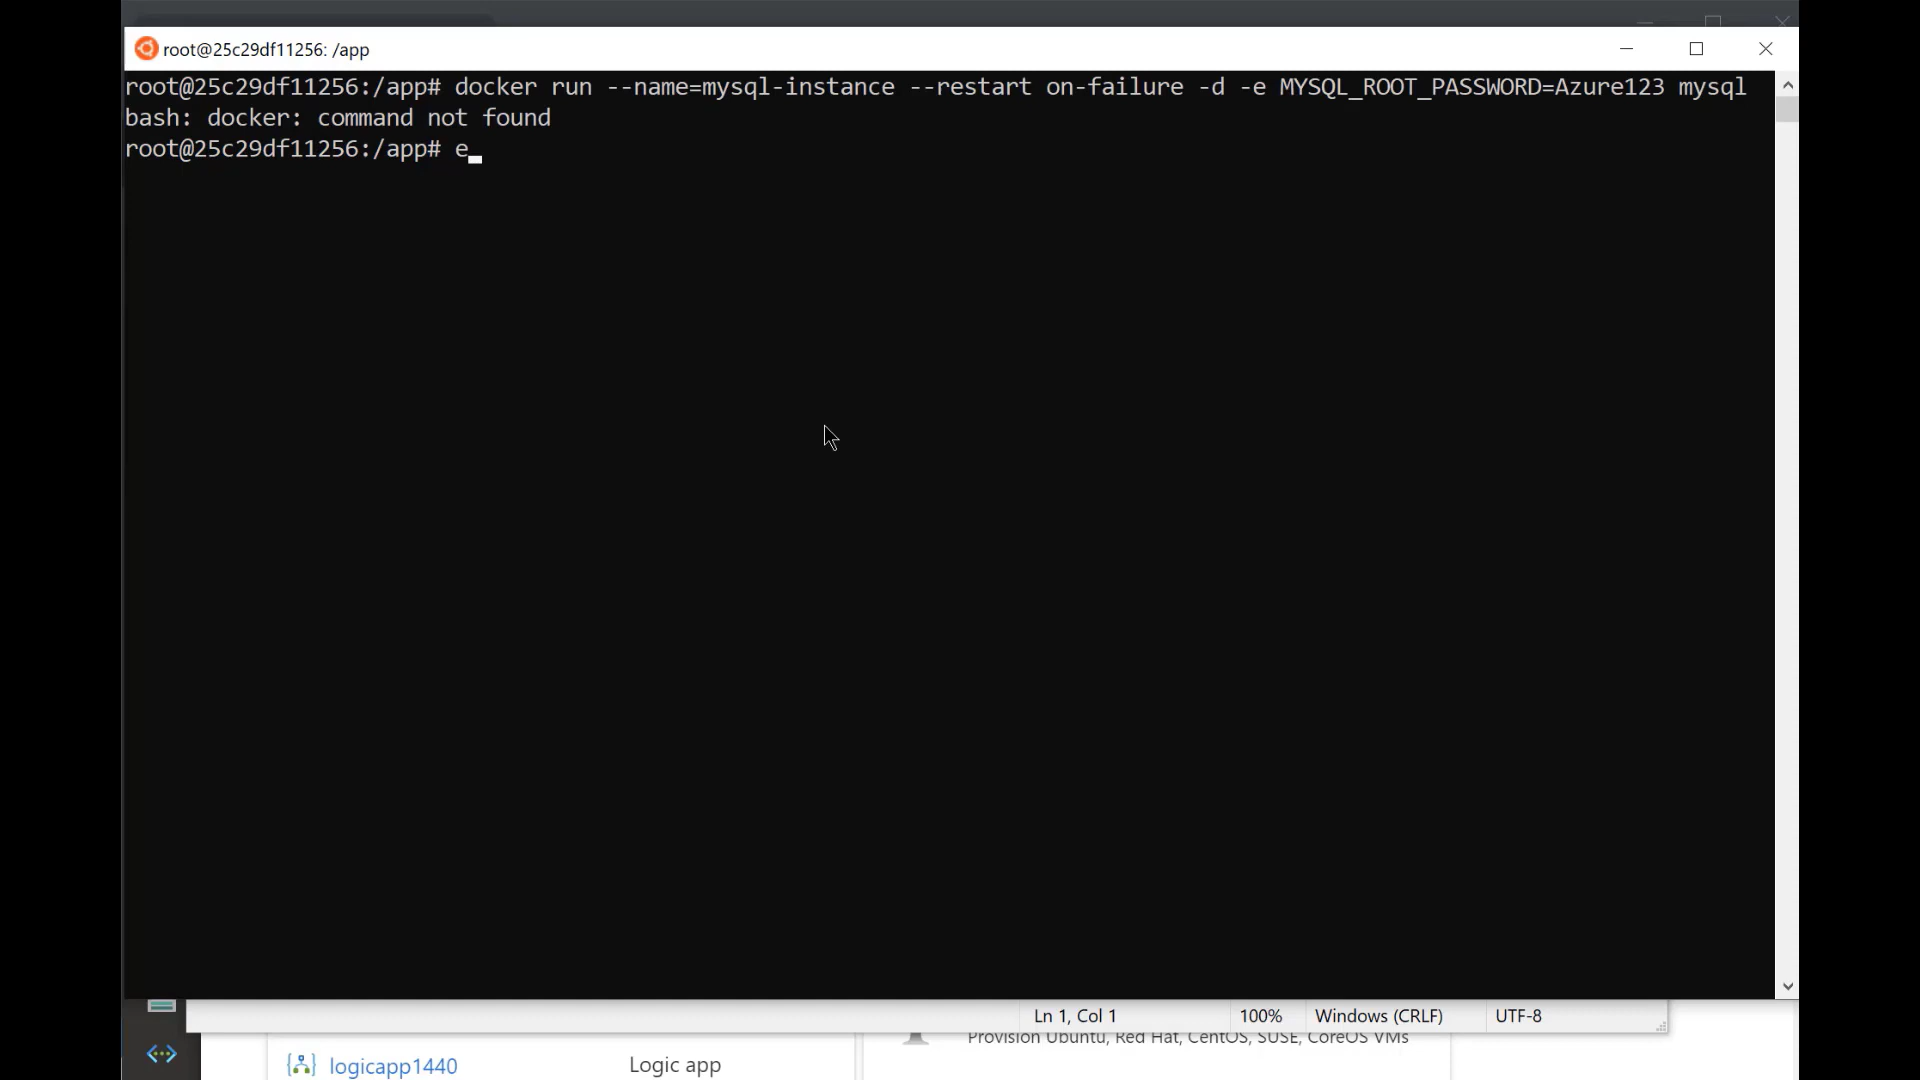 root@25c29df11256: /app
root@25c29df11256:/app# docker run --name=mysql-instance --restart on-failure -d -e MYSQL_ROOT_PASSWORD=Azure123 mysql
bash: docker: command not found
root@25c29df11256:/app# e
Ln 1, Col 1 100% Windows (CRLF) UTF-8
Provision Ubuntu, Red Hat, CentOS, SUSE, CoreOS VMs
logicapp1440 Logic app